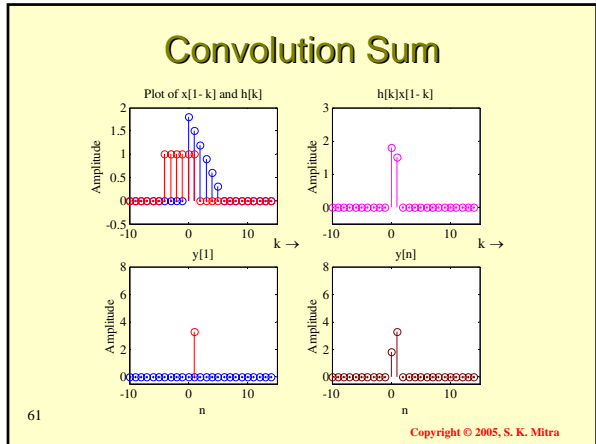 Convolution Sum
Plot of x[1- k] and h[k]
2
1.5
1
0.5
0
-0.5
Amplitude
-10 0 10
k →
h[k]x[1- k]
3
2
1
0
Amplitude
-10 0 10
k →
y[1]
8
6
4
2
0
Amplitude
-10 0 10
n
y[n]
8
6
4
2
0
Amplitude
-10 0 10
n
61
Copyright © 2005, S. K. Mitra